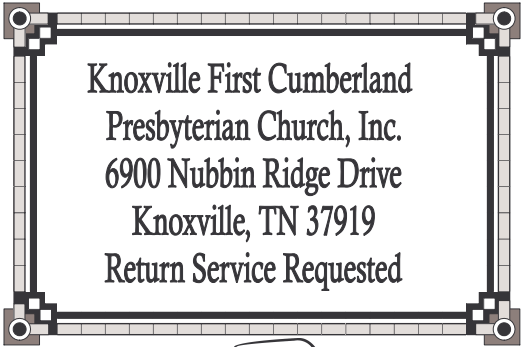 Knoxville First Cumberland
Presbyterian Church, Inc.
6900 Nubbin Ridge Drive
Knoxville, TN 37919
Return Service Requested